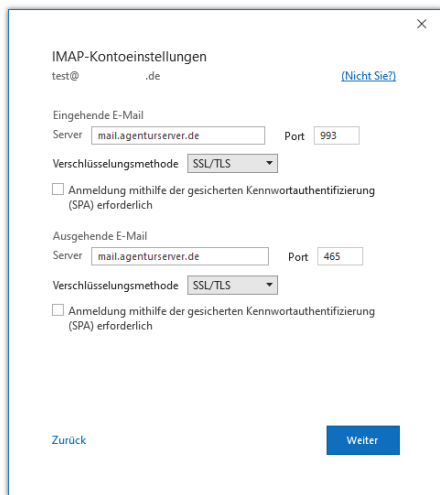 IMAP-Kontoeinstellungen
test@ .de (Nicht Sie?)
Eingehende E-Mail
Server mail.agenturserver.de Port 993
Verschlüsselungsmethode SSL/TLS
Anmeldung mithilfe der gesicherten Kennwortauthentifizierung
(SPA) erforderlich
Ausgehende E-Mail
Server mail.agenturserver.de Port 465
Verschlüsselungsmethode SSL/TLS
Anmeldung mithilfe der gesicherten Kennwortauthentifizierung
(SPA) erforderlich
Zurück Weiter